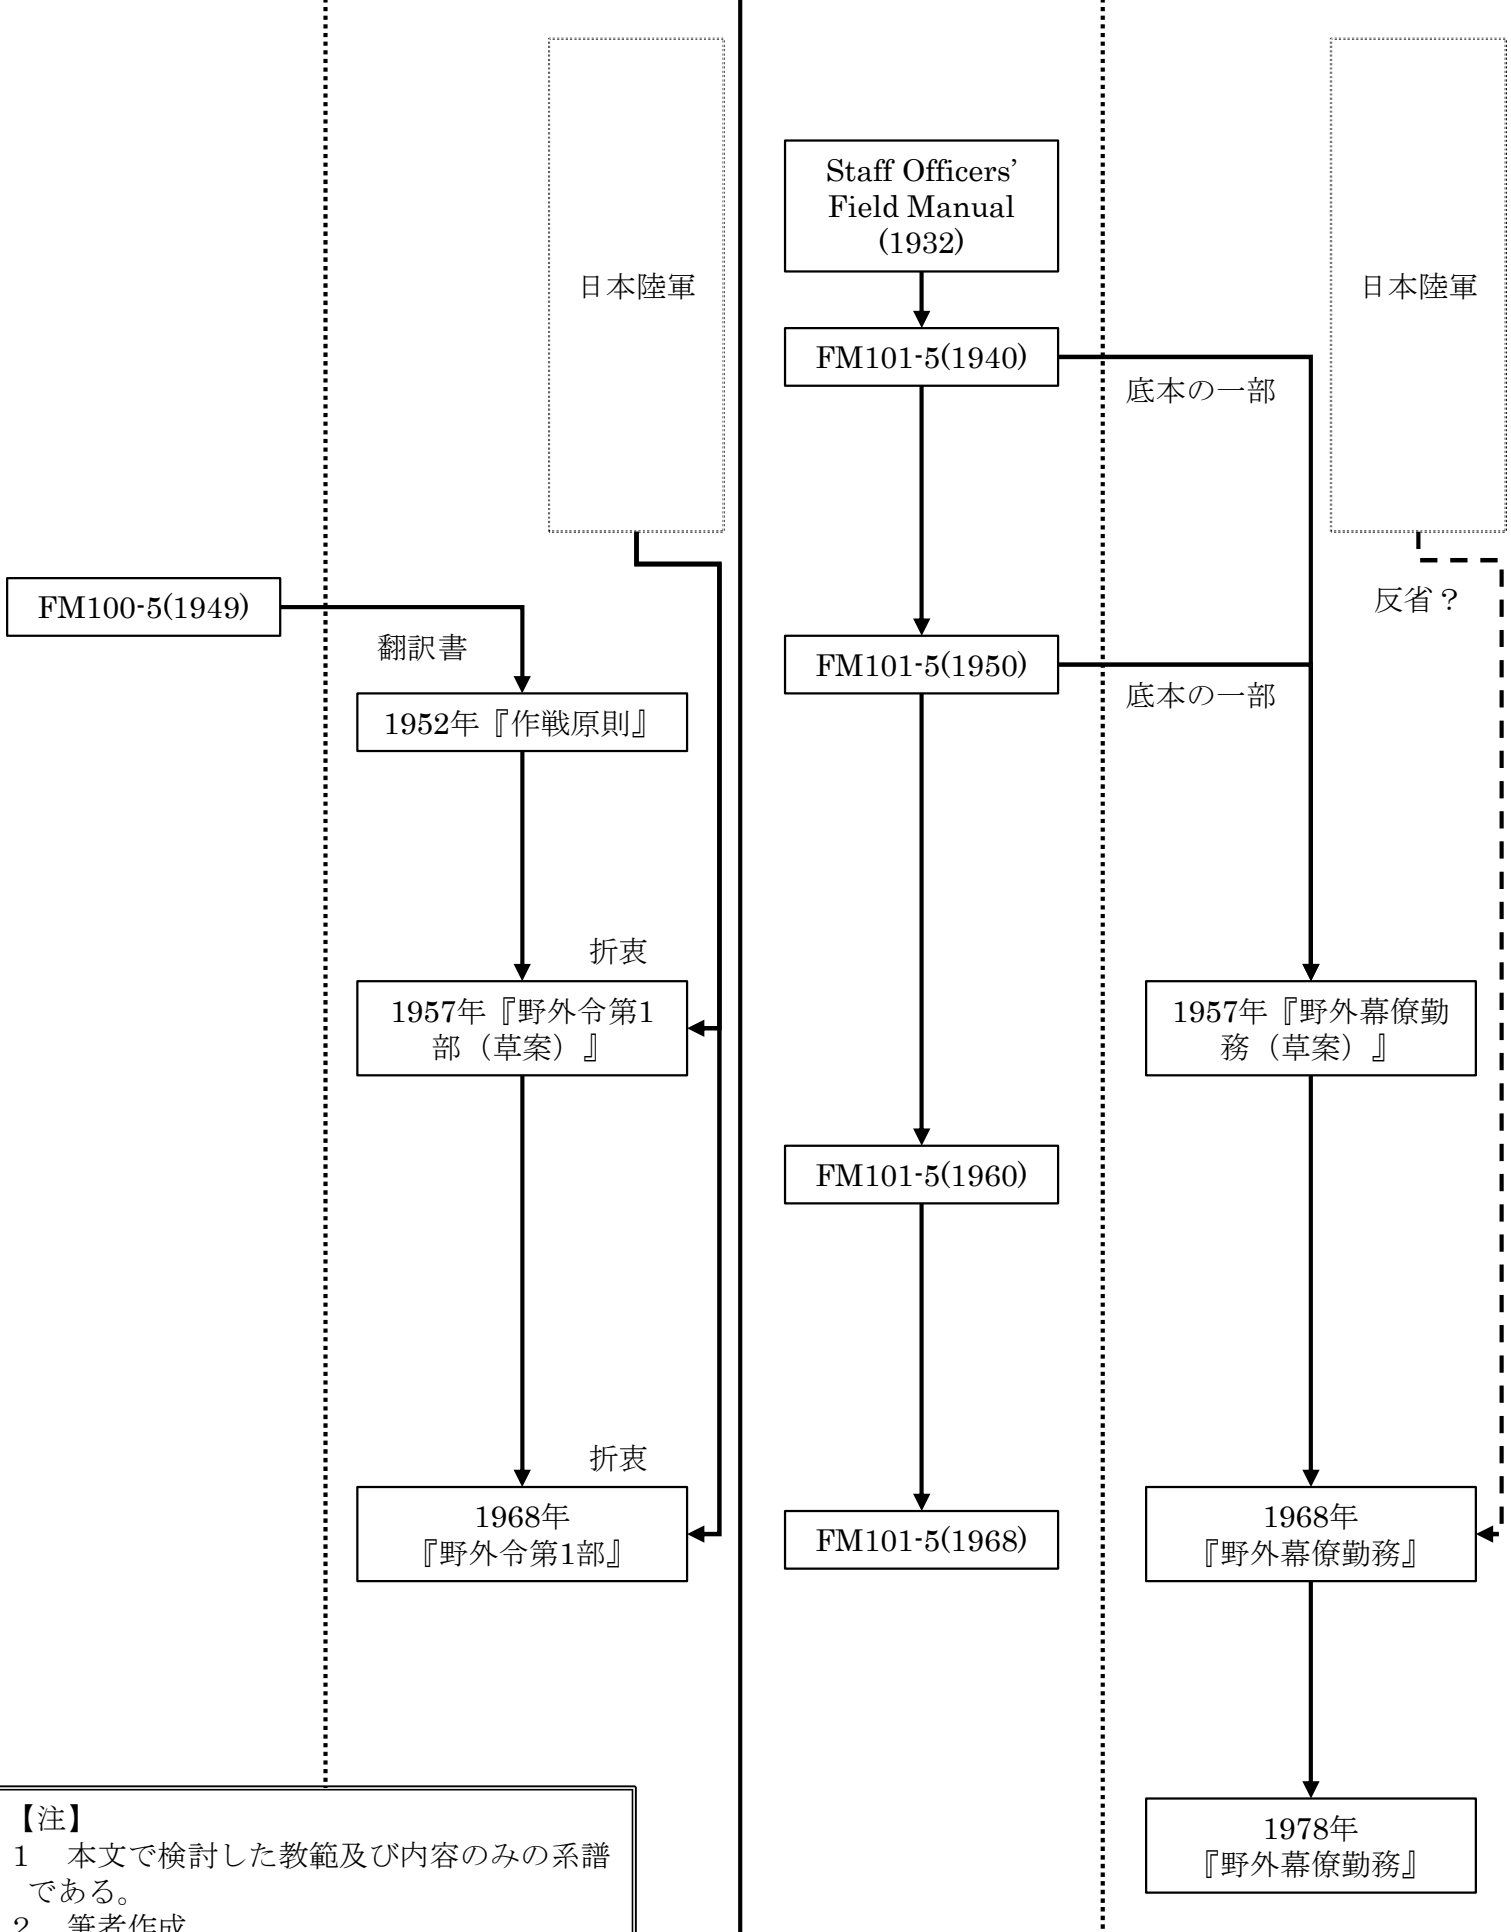 日本陸軍
FM100-5(1949)
翻訳書
1952年『作戦原則』
折衷
1957年『野外令第1
部（草案）』
折衷
1968年
『野外令第1部』
【注】
1　本文で検討した教範及び内容のみの系譜
である。
2　筆者作成
Staff Officers’
Field Manual
(1932)
FM101-5(1940)
FM101-5(1950)
FM101-5(1960)
FM101-5(1968)
日本陸軍
底本の一部
反省？
底本の一部
1957年『野外幕僚勤
務（草案）』
1968年
『野外幕僚勤務』
1978年
『野外幕僚勤務』